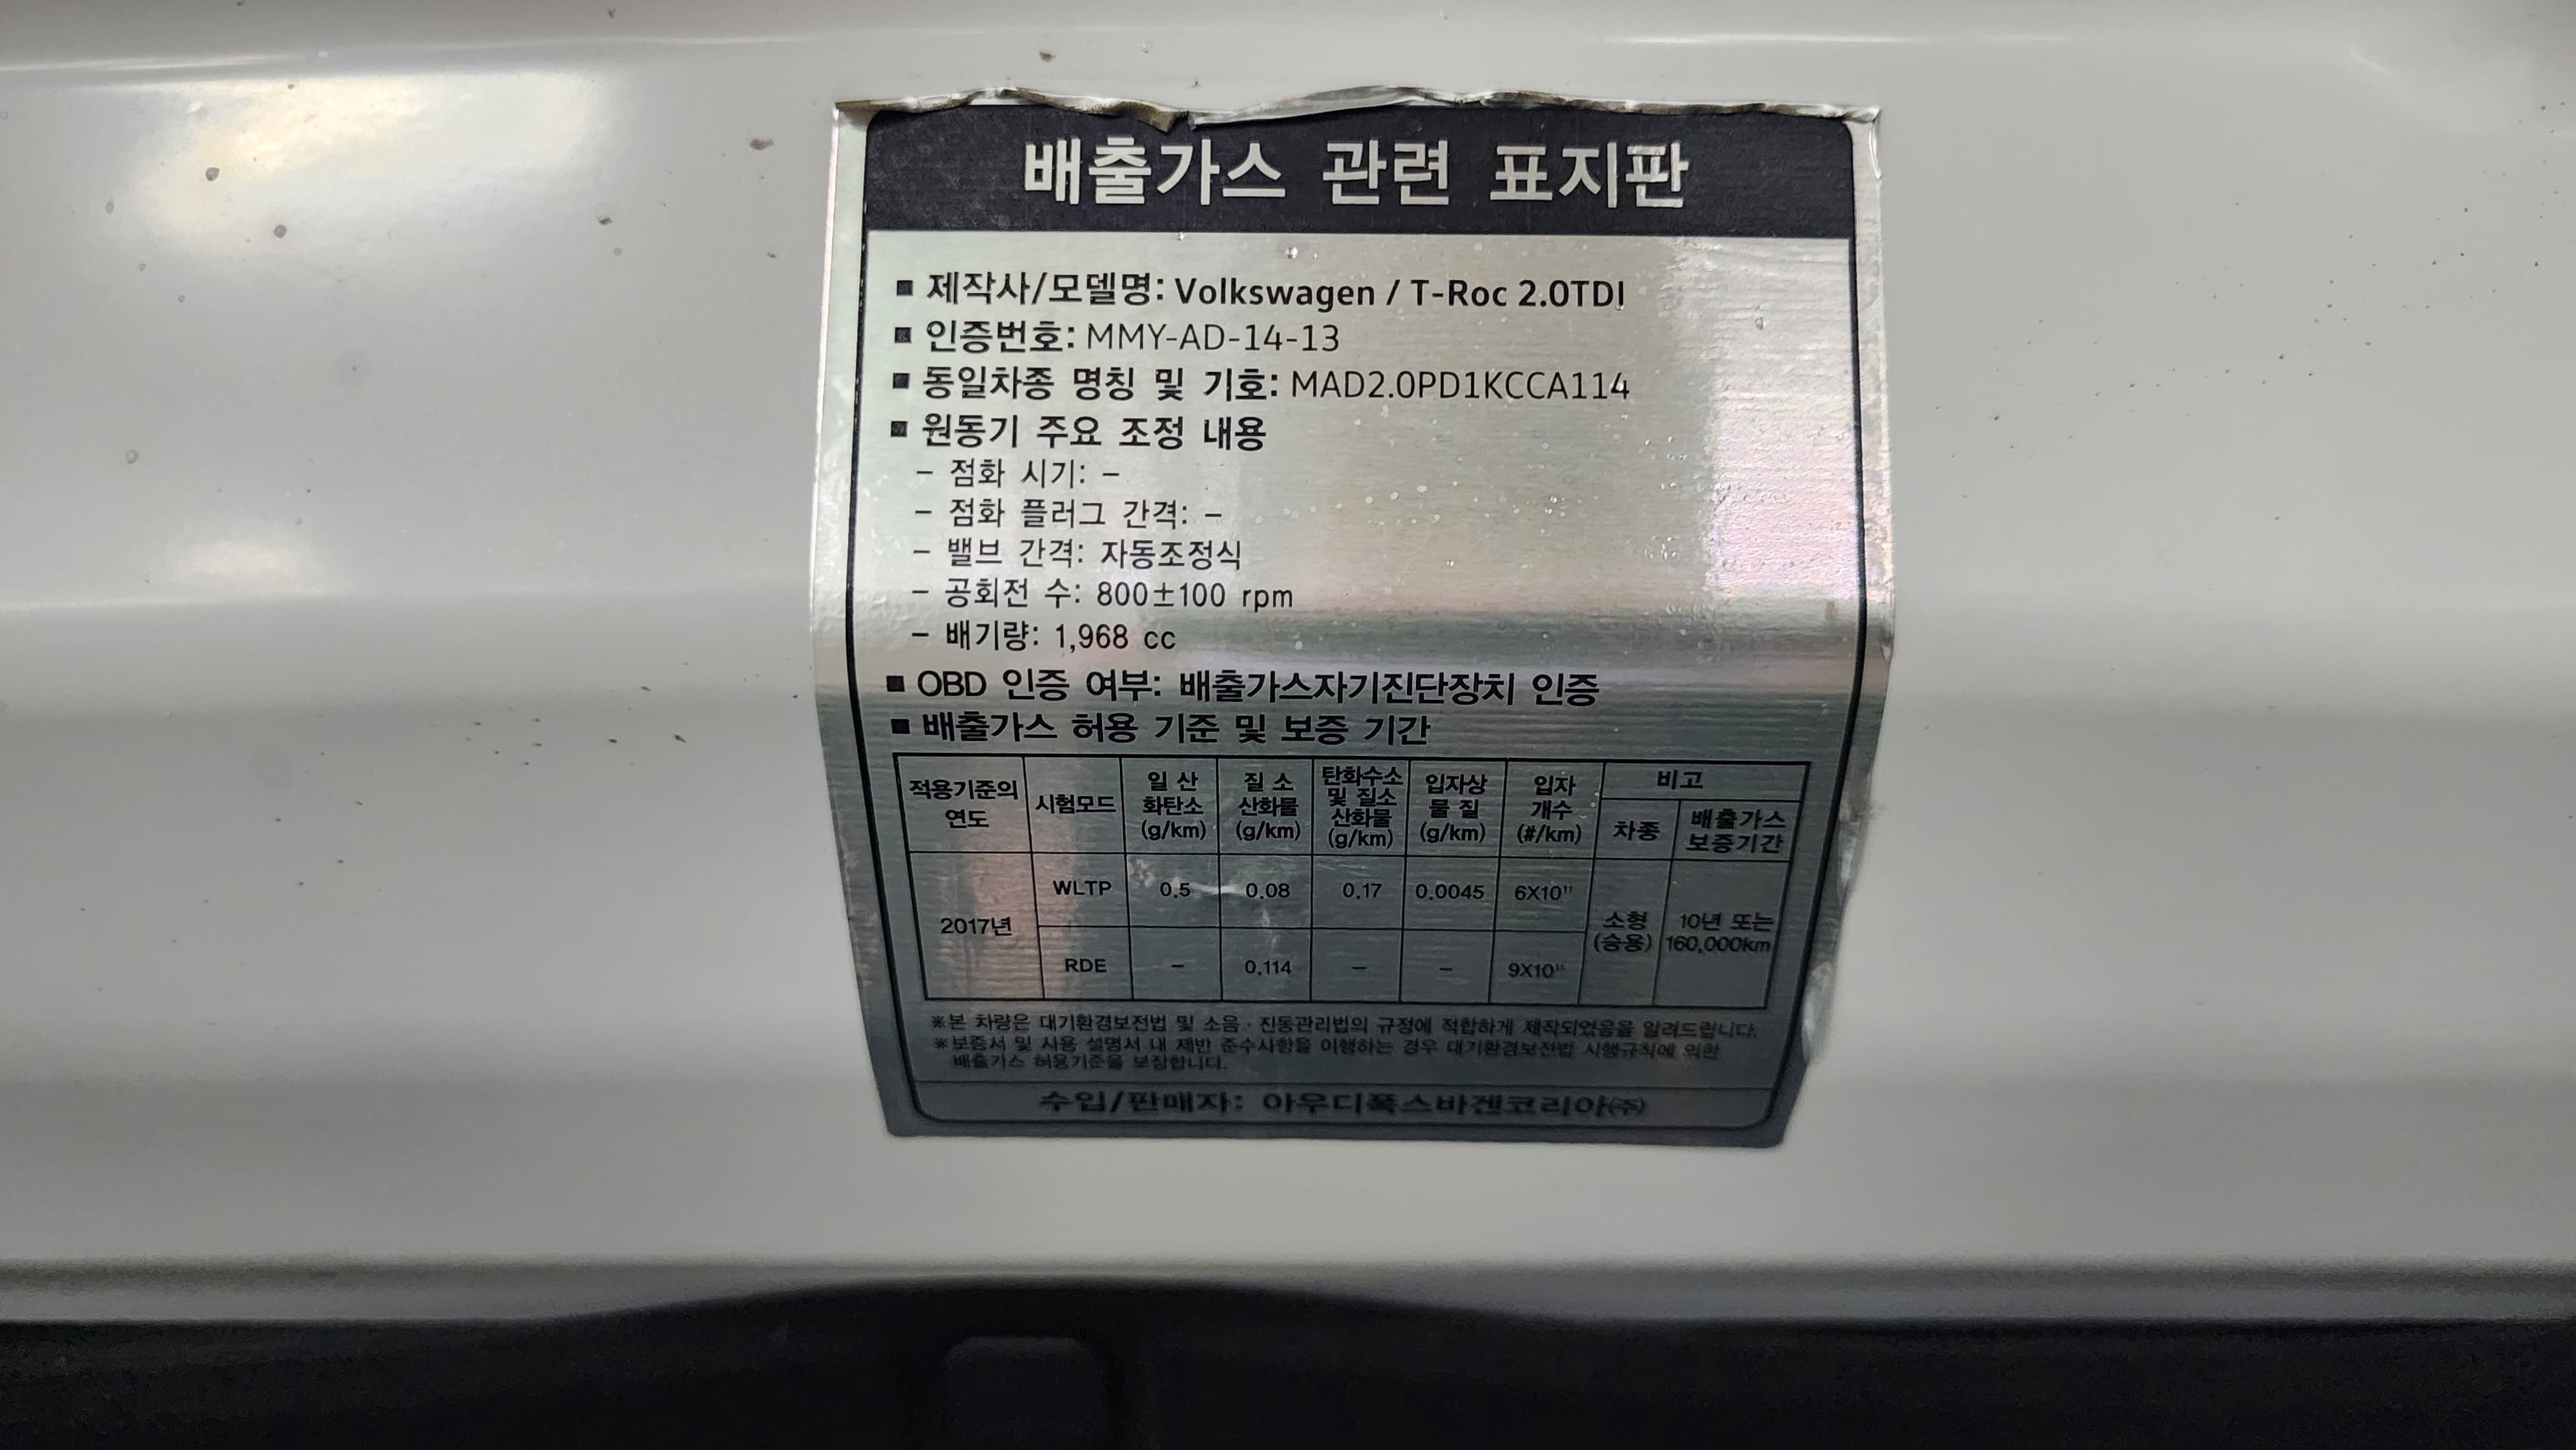 배출가스 관련 표지판
■ 제작사/모델명: Volkswagen / T-Roc 2.0TDI
■ 인증번호: MMY-AD-14-13
■ 동일차종 명칭 및 기호: MAD2.0PD1KCCA114
■ 원동기 주요 조정 내용
– 점화 시기: –
– 점화 플러그 간격: –
– 밸브 간격: 자동조정식
– 공회전 수: 800±100 rpm
– 배기량: 1,968 cc
■ OBD 인증 여부: 배출가스자기진단장치 인증
■ 배출가스 허용 기준 및 보증 기간
적용기준의 연도 시험모드 일산화탄소 (g/km) 질소산화물 (g/km) 탄화수소 및 질소산화물 (g/km) 입자상물질 (g/km) 입자개수 (#/km) 비고
차종 배출가스 보증기간
2017년 WLTP 0.5 0.08 0.17 0.0045 6X10¹¹ 소형(승용) 10년 또는 160,000km
RDE – 0.114 – – 9X10¹¹
※본 차량은 대기환경보전법 및 소음·진동관리법의 규정에 적합하게 제작되었음을 알려드립니다.
※보증서 및 사용 설명서 내 제반 준수사항을 이행하는 경우 대기환경보전법 시행규칙에 의한
배출가스 허용기준을 보장합니다.
수입/판매자: 아우디폭스바겐코리아㈜